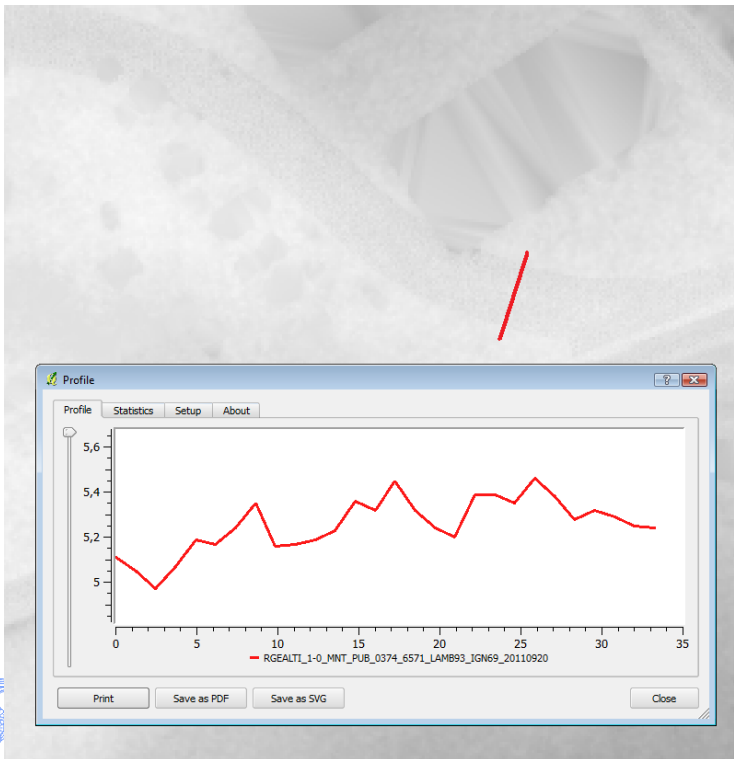 Profile
Profile Statistics Setup About
5,6
5,4
5,2
5
0 5 10 15 20 25 30 35
RGEALTI_1-0_MNT_PUB_0374_6571_LAMB93_IGN69_20110920
Print Save as PDF Save as SVG Close